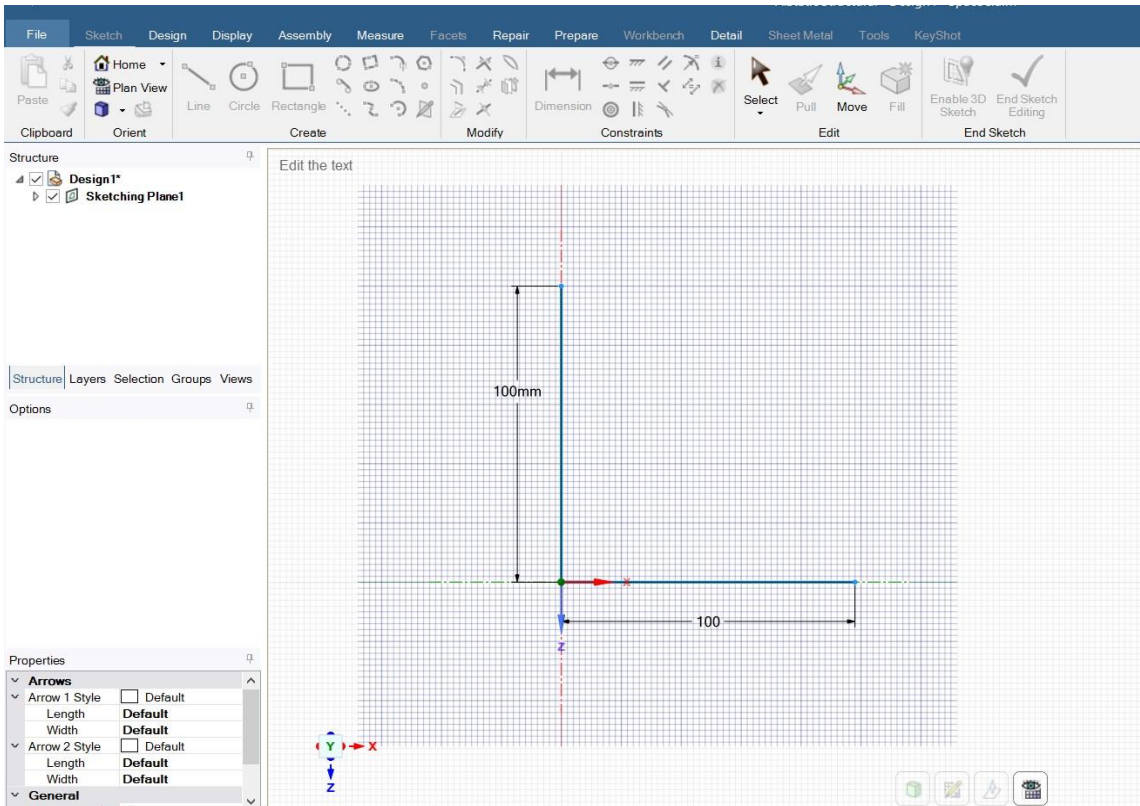 File Sketch Design Display Assembly Measure Facets Repair Prepare Workbench Detail Sheet Metal Tools KeyShot
Home
Plan View
Paste
Line Circle Rectangle
Dimension
Select Pull Move Fill
Enable 3D Sketch
End Sketch Editing
Clipboard Orient Create Modify Constraints Edit End Sketch
Structure
Design1*
Sketching Plane1
Structure Layers Selection Groups Views
Options
Properties
Arrows
Arrow 1 Style Default
Length Default
Width Default
Arrow 2 Style Default
Length Default
Width Default
General
Edit the text
100mm
X
100
Z
Y X
Z